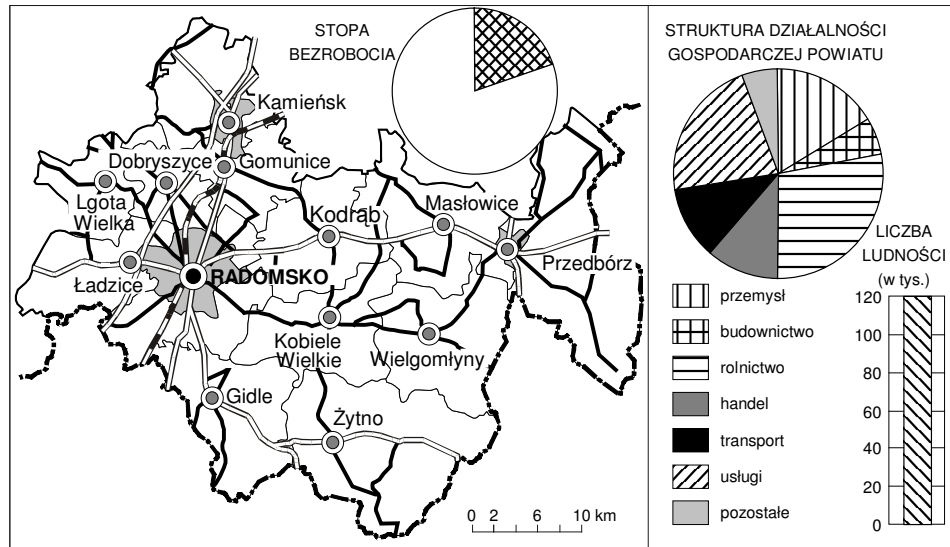 STOPA
BEZROBOCIA
Kamieńsk
Dobryszyce
Gomunice
Lgota
Wielka
Kodrąb
Masłowice
Przedbórz
Ładzice
RADOMSKO
Kobiele
Wielkie
Wielgomłyny
Gidle
Żytno
0 2 6 10 km
STRUKTURA DZIAŁALNOŚCI
GOSPODARCZEJ POWIATU
przemysł
budownictwo
rolnictwo
handel
transport
usługi
pozostałe
LICZBA
LUDNOŚCI
(w tys.)
120
100
80
60
40
20
0